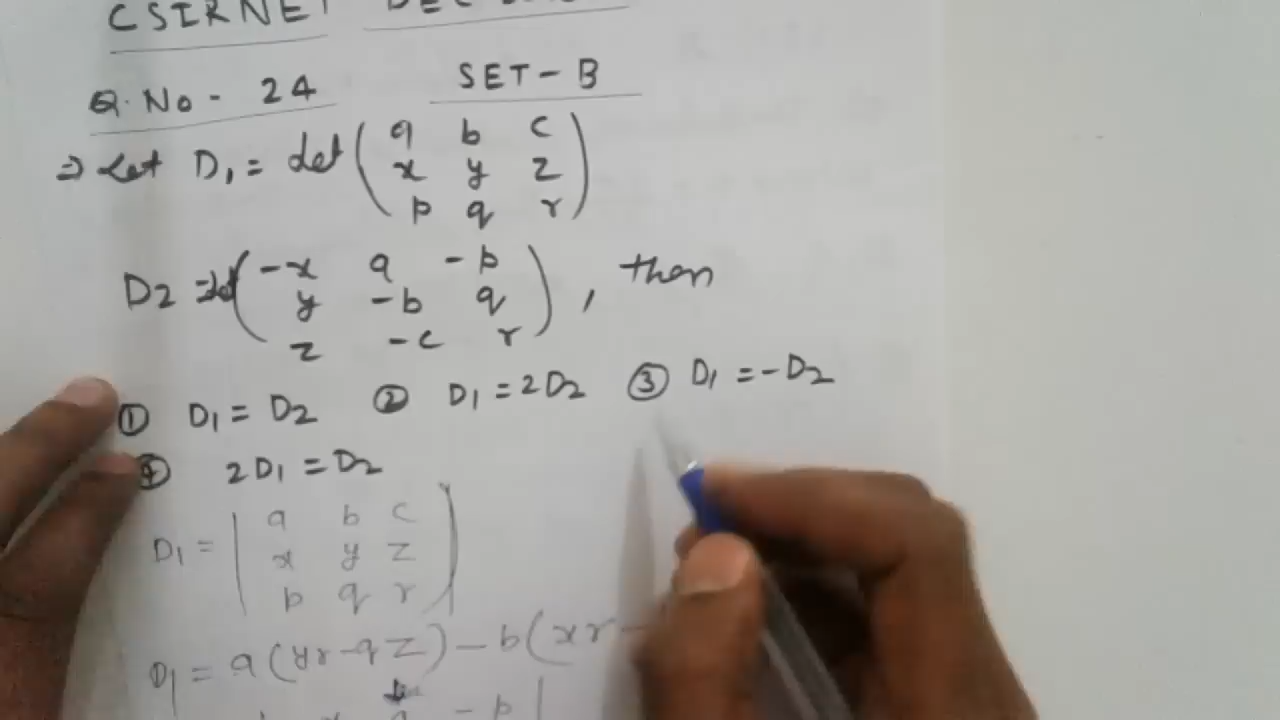 CSIRNET DEC
Q. No - 24 SET - B
⇒ Let D₁ = det ( a b c
x y z
p q r )
D₂ = det ( -x a -p
y -b q
z -c r ) , then
① D₁ = D₂ ② D₁ = 2D₂ ③ D₁ = -D₂
④ 2D₁ = D₂
D₁ = | a b c
x y z
p q r |
D₁ = a(yr - qz) - b(xr -
- p |